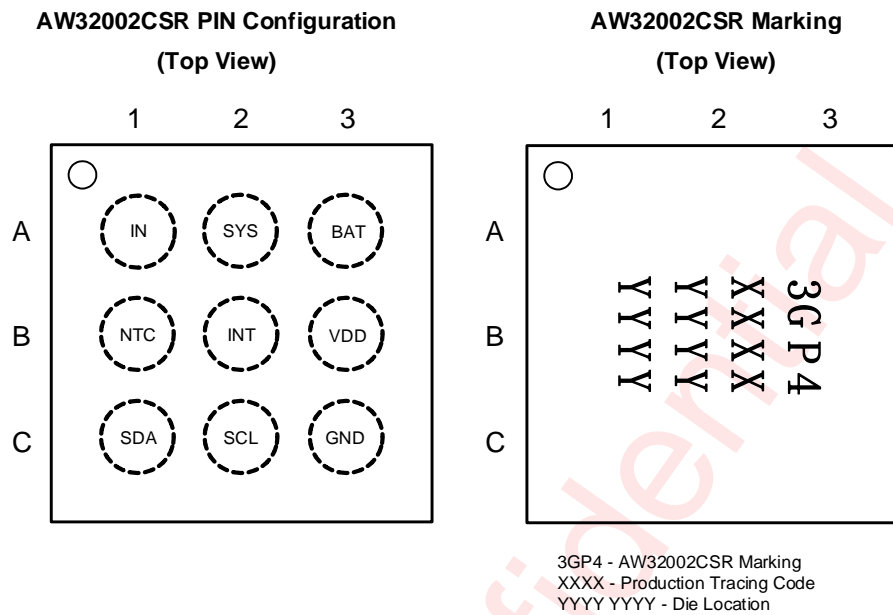 AW32002CSR PIN Configuration
(Top View)
1 2 3
A IN SYS BAT
B NTC INT VDD
C SDA SCL GND
AW32002CSR Marking
(Top View)
1 2 3
A
B
C
3GP4
XXXX
YYYY
YYYY
3GP4 - AW32002CSR Marking
XXXX - Production Tracing Code
YYYY YYYY - Die Location